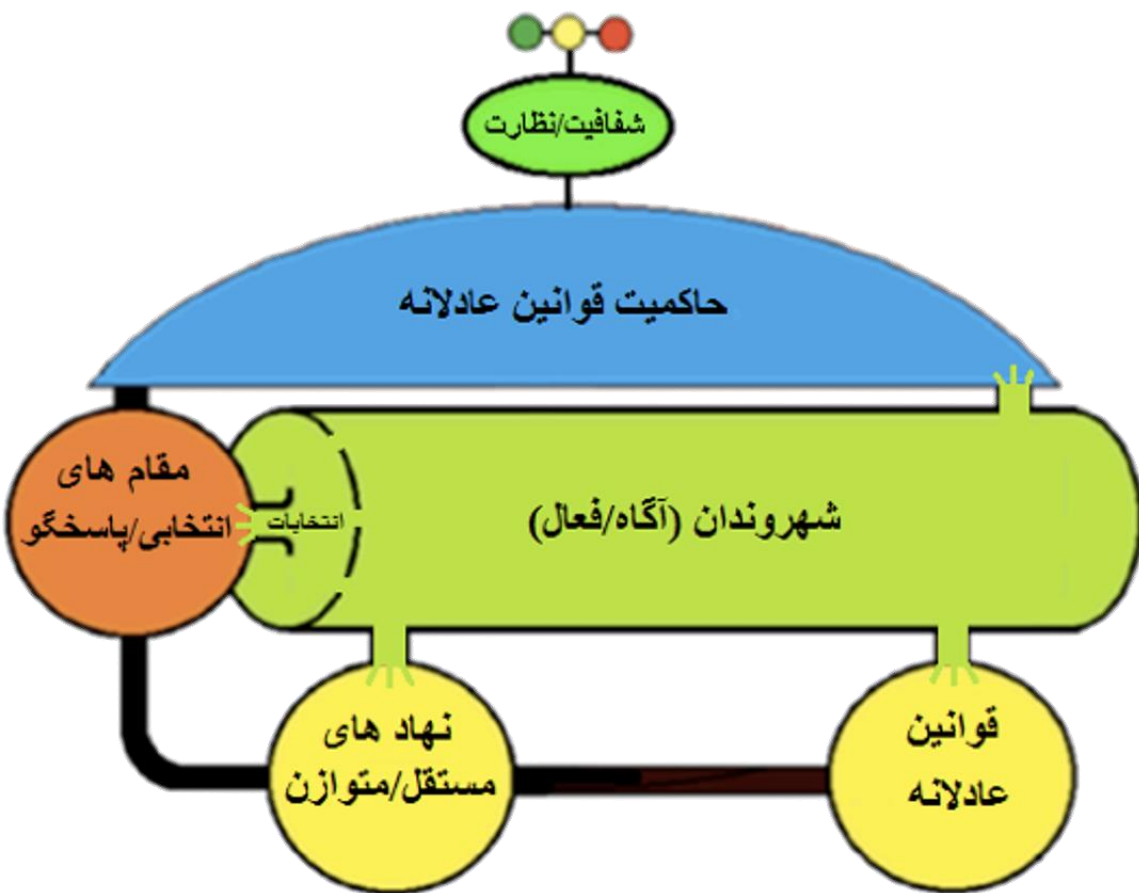 شفافیت/نظارت
حاکمیت قوانین عادلانه
مقام های
انتخابی/پاسخگو
انتخابات
شهروندان (آگاه/فعال)
نهاد های
مستقل/متوازن
قوانین
عادلانه